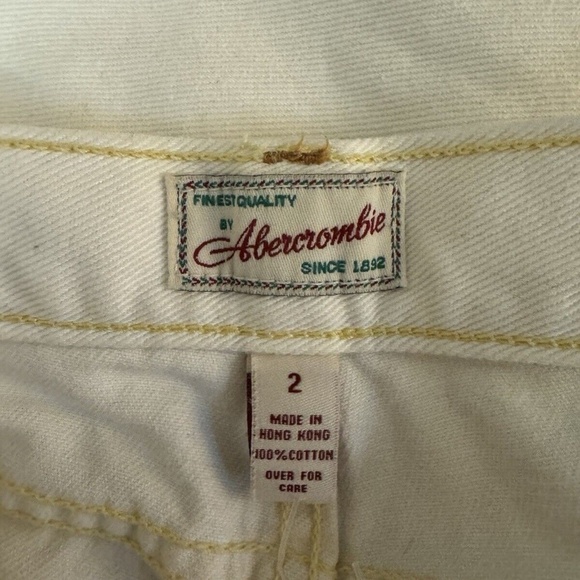 FINEST QUALITY
BY Abercrombie
SINCE 1892
2
MADE IN
HONG KONG
100% COTTON
OVER FOR
CARE